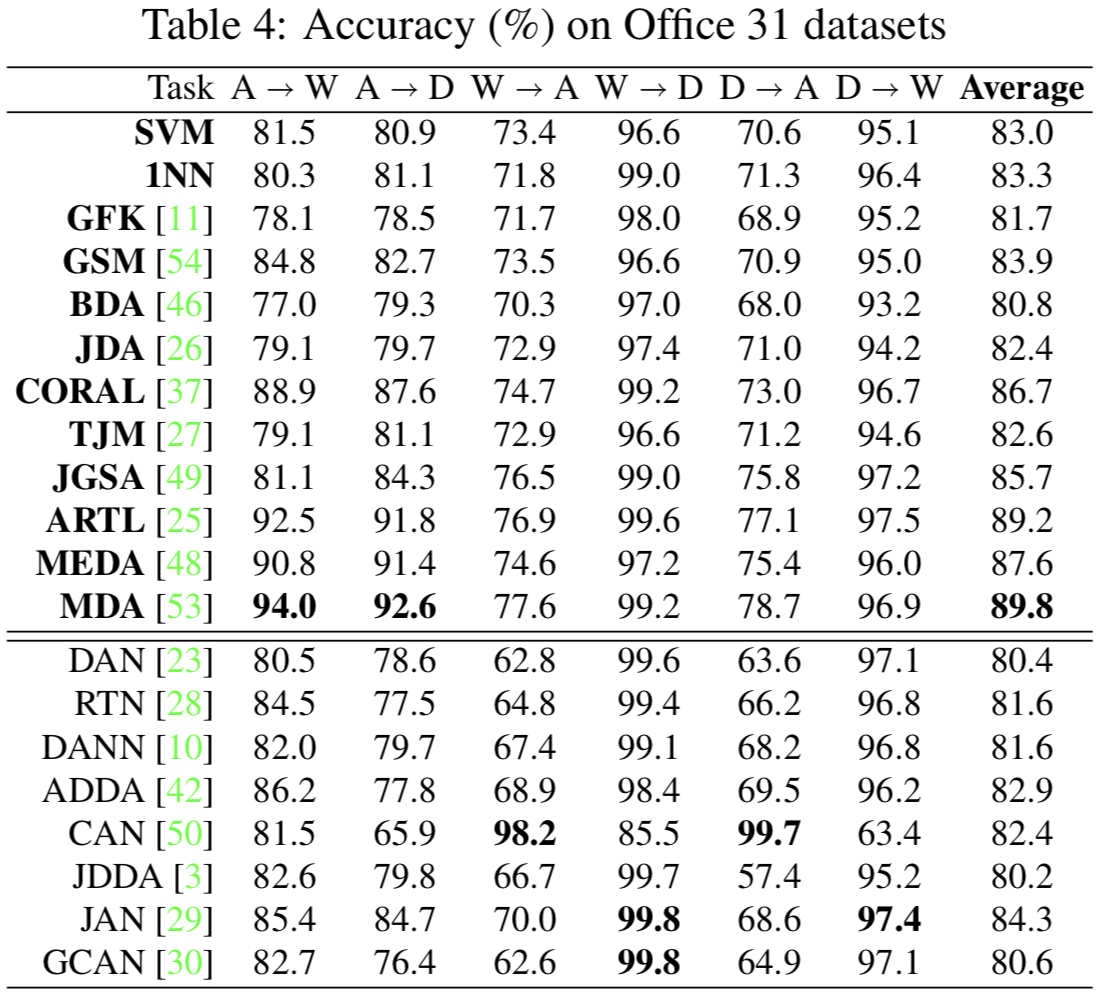 Table 4: Accuracy (%) on Office 31 datasets
Task A → W A → D W → A W → D D → A D → W Average
SVM 81.5 80.9 73.4 96.6 70.6 95.1 83.0
1NN 80.3 81.1 71.8 99.0 71.3 96.4 83.3
GFK [11] 78.1 78.5 71.7 98.0 68.9 95.2 81.7
GSM [54] 84.8 82.7 73.5 96.6 70.9 95.0 83.9
BDA [46] 77.0 79.3 70.3 97.0 68.0 93.2 80.8
JDA [26] 79.1 79.7 72.9 97.4 71.0 94.2 82.4
CORAL [37] 88.9 87.6 74.7 99.2 73.0 96.7 86.7
TJM [27] 79.1 81.1 72.9 96.6 71.2 94.6 82.6
JGSA [49] 81.1 84.3 76.5 99.0 75.8 97.2 85.7
ARTL [25] 92.5 91.8 76.9 99.6 77.1 97.5 89.2
MEDA [48] 90.8 91.4 74.6 97.2 75.4 96.0 87.6
MDA [53] 94.0 92.6 77.6 99.2 78.7 96.9 89.8
DAN [23] 80.5 78.6 62.8 99.6 63.6 97.1 80.4
RTN [28] 84.5 77.5 64.8 99.4 66.2 96.8 81.6
DANN [10] 82.0 79.7 67.4 99.1 68.2 96.8 81.6
ADDA [42] 86.2 77.8 68.9 98.4 69.5 96.2 82.9
CAN [50] 81.5 65.9 98.2 85.5 99.7 63.4 82.4
JDDA [3] 82.6 79.8 66.7 99.7 57.4 95.2 80.2
JAN [29] 85.4 84.7 70.0 99.8 68.6 97.4 84.3
GCAN [30] 82.7 76.4 62.6 99.8 64.9 97.1 80.6